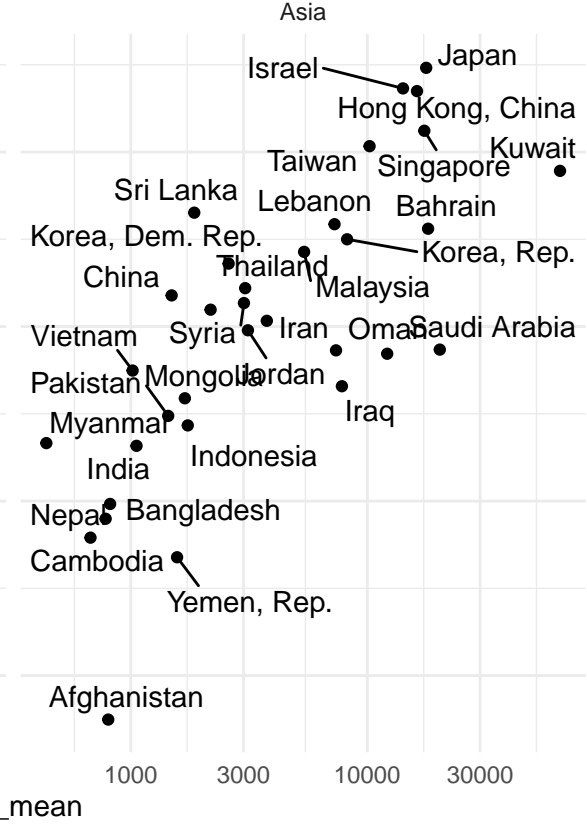 Asia
Japan
Israel
Hong Kong, China
Kuwait
Taiwan
Singapore
Sri Lanka
Lebanon
Bahrain
Korea, Dem. Rep.
Korea, Rep.
Thailand
China
Malaysia
Vietnam
Syria
Iran
Oman
Saudi Arabia
Pakistan
Mongolia
Jordan
Iraq
Myanmar
India
Indonesia
Nepal
Bangladesh
Cambodia
Yemen, Rep.
Afghanistan
1000 3000 10000 30000
_mean